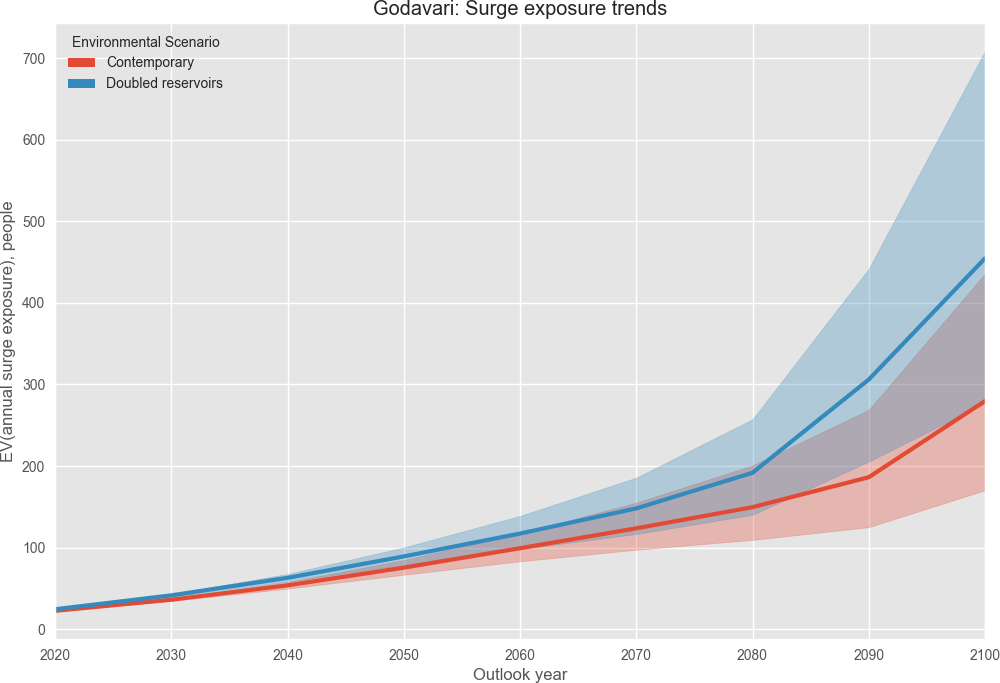 Godavari: Surge exposure trends
Environmental Scenario
Contemporary
Doubled reservoirs
EV(annual surge exposure), people
700
600
500
400
300
200
100
0
2020 2030 2040 2050 2060 2070 2080 2090 2100
Outlook year